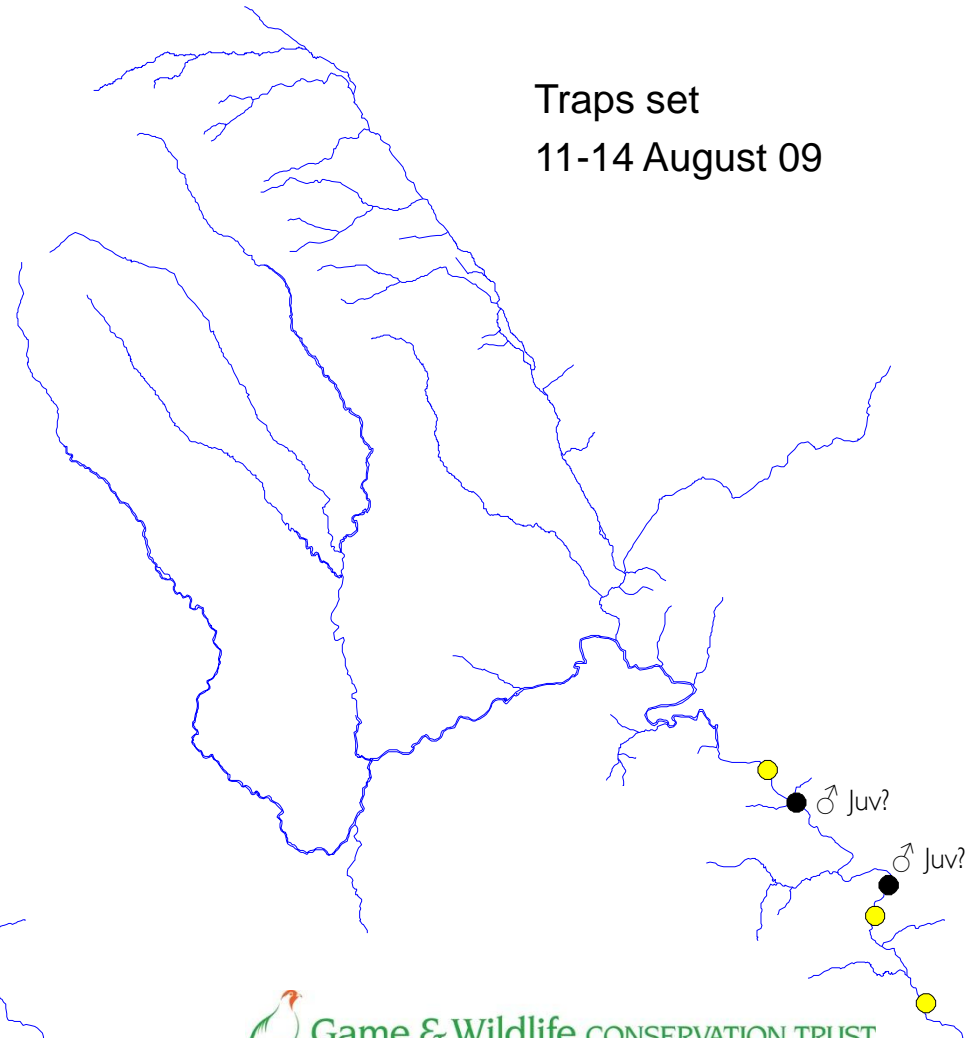 Traps set
11-14 August 09
♂ Juv?
♂ Juv?
Game & Wildlife CONSERVATION TRUST